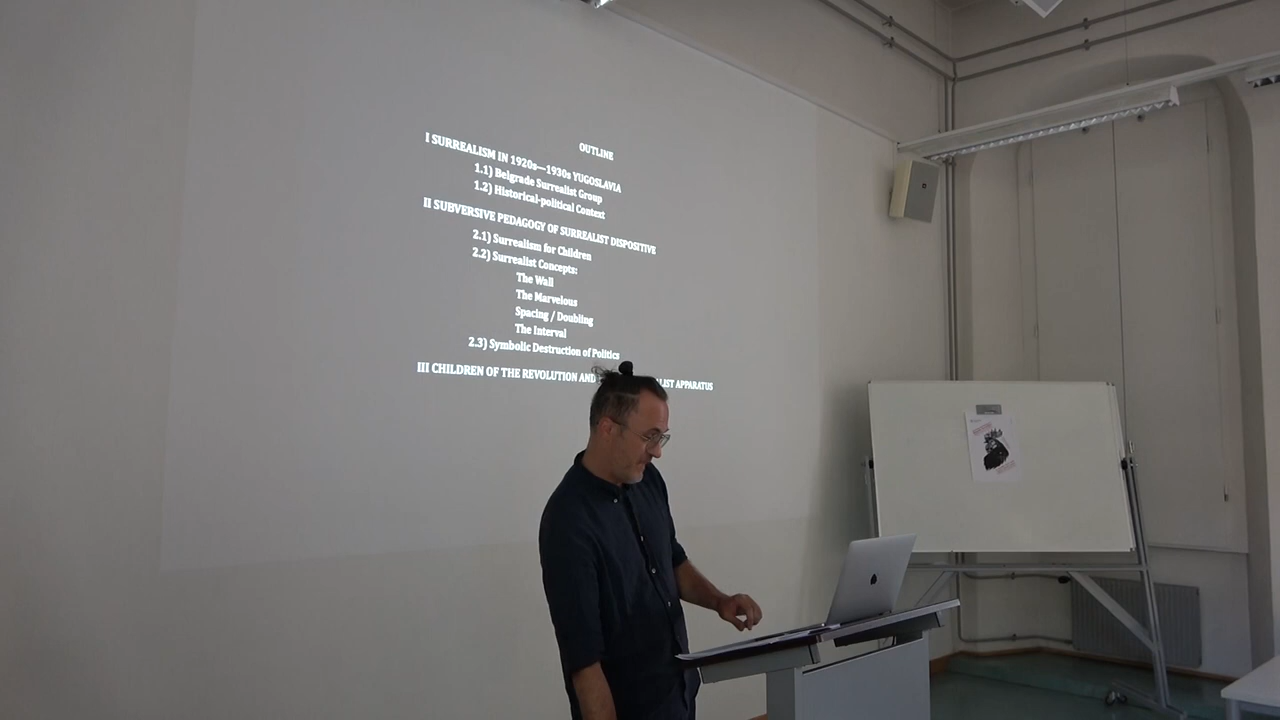 OUTLINE
I SURREALISM IN 1920s—1930s YUGOSLAVIA
1.1) Belgrade Surrealist Group
1.2) Historical-political Context
II SUBVERSIVE PEDAGOGY OF SURREALIST DISPOSITIVE
2.1) Surrealism for Children
2.2) Surrealist Concepts:
The Wall
The Marvelous
Spacing / Doubling
The Interval
2.3) Symbolic Destruction of Politics
III CHILDREN OF THE REVOLUTION AND APPARATUS